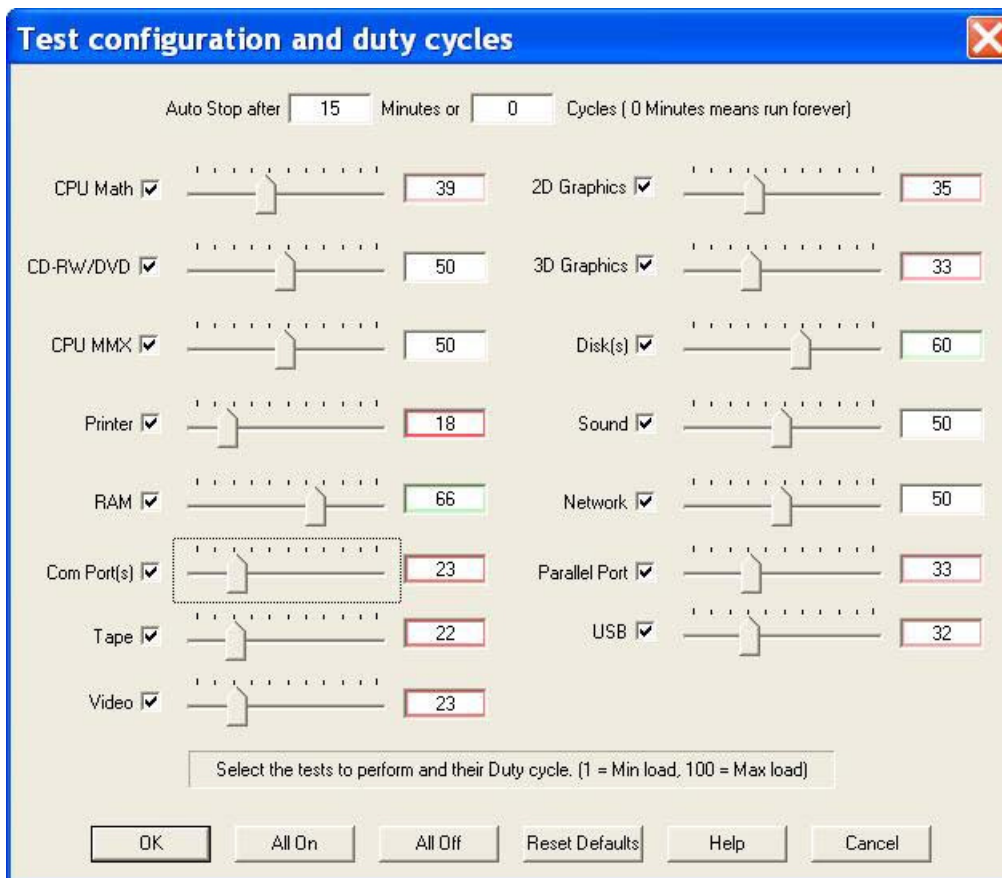 Test configuration and duty cycles
Auto Stop after 15 Minutes or 0 Cycles ( 0 Minutes means run forever)
CPU Math 39 2D Graphics 35
CD-RW/DVD 50 3D Graphics 33
CPU MMX 50 Disk(s) 60
Printer 18 Sound 50
RAM 66 Network 50
Com Port(s) 23 Parallel Port 33
Tape 22 USB 32
Video 23
Select the tests to perform and their Duty cycle. (1 = Min load, 100 = Max load)
OK All On All Off Reset Defaults Help Cancel